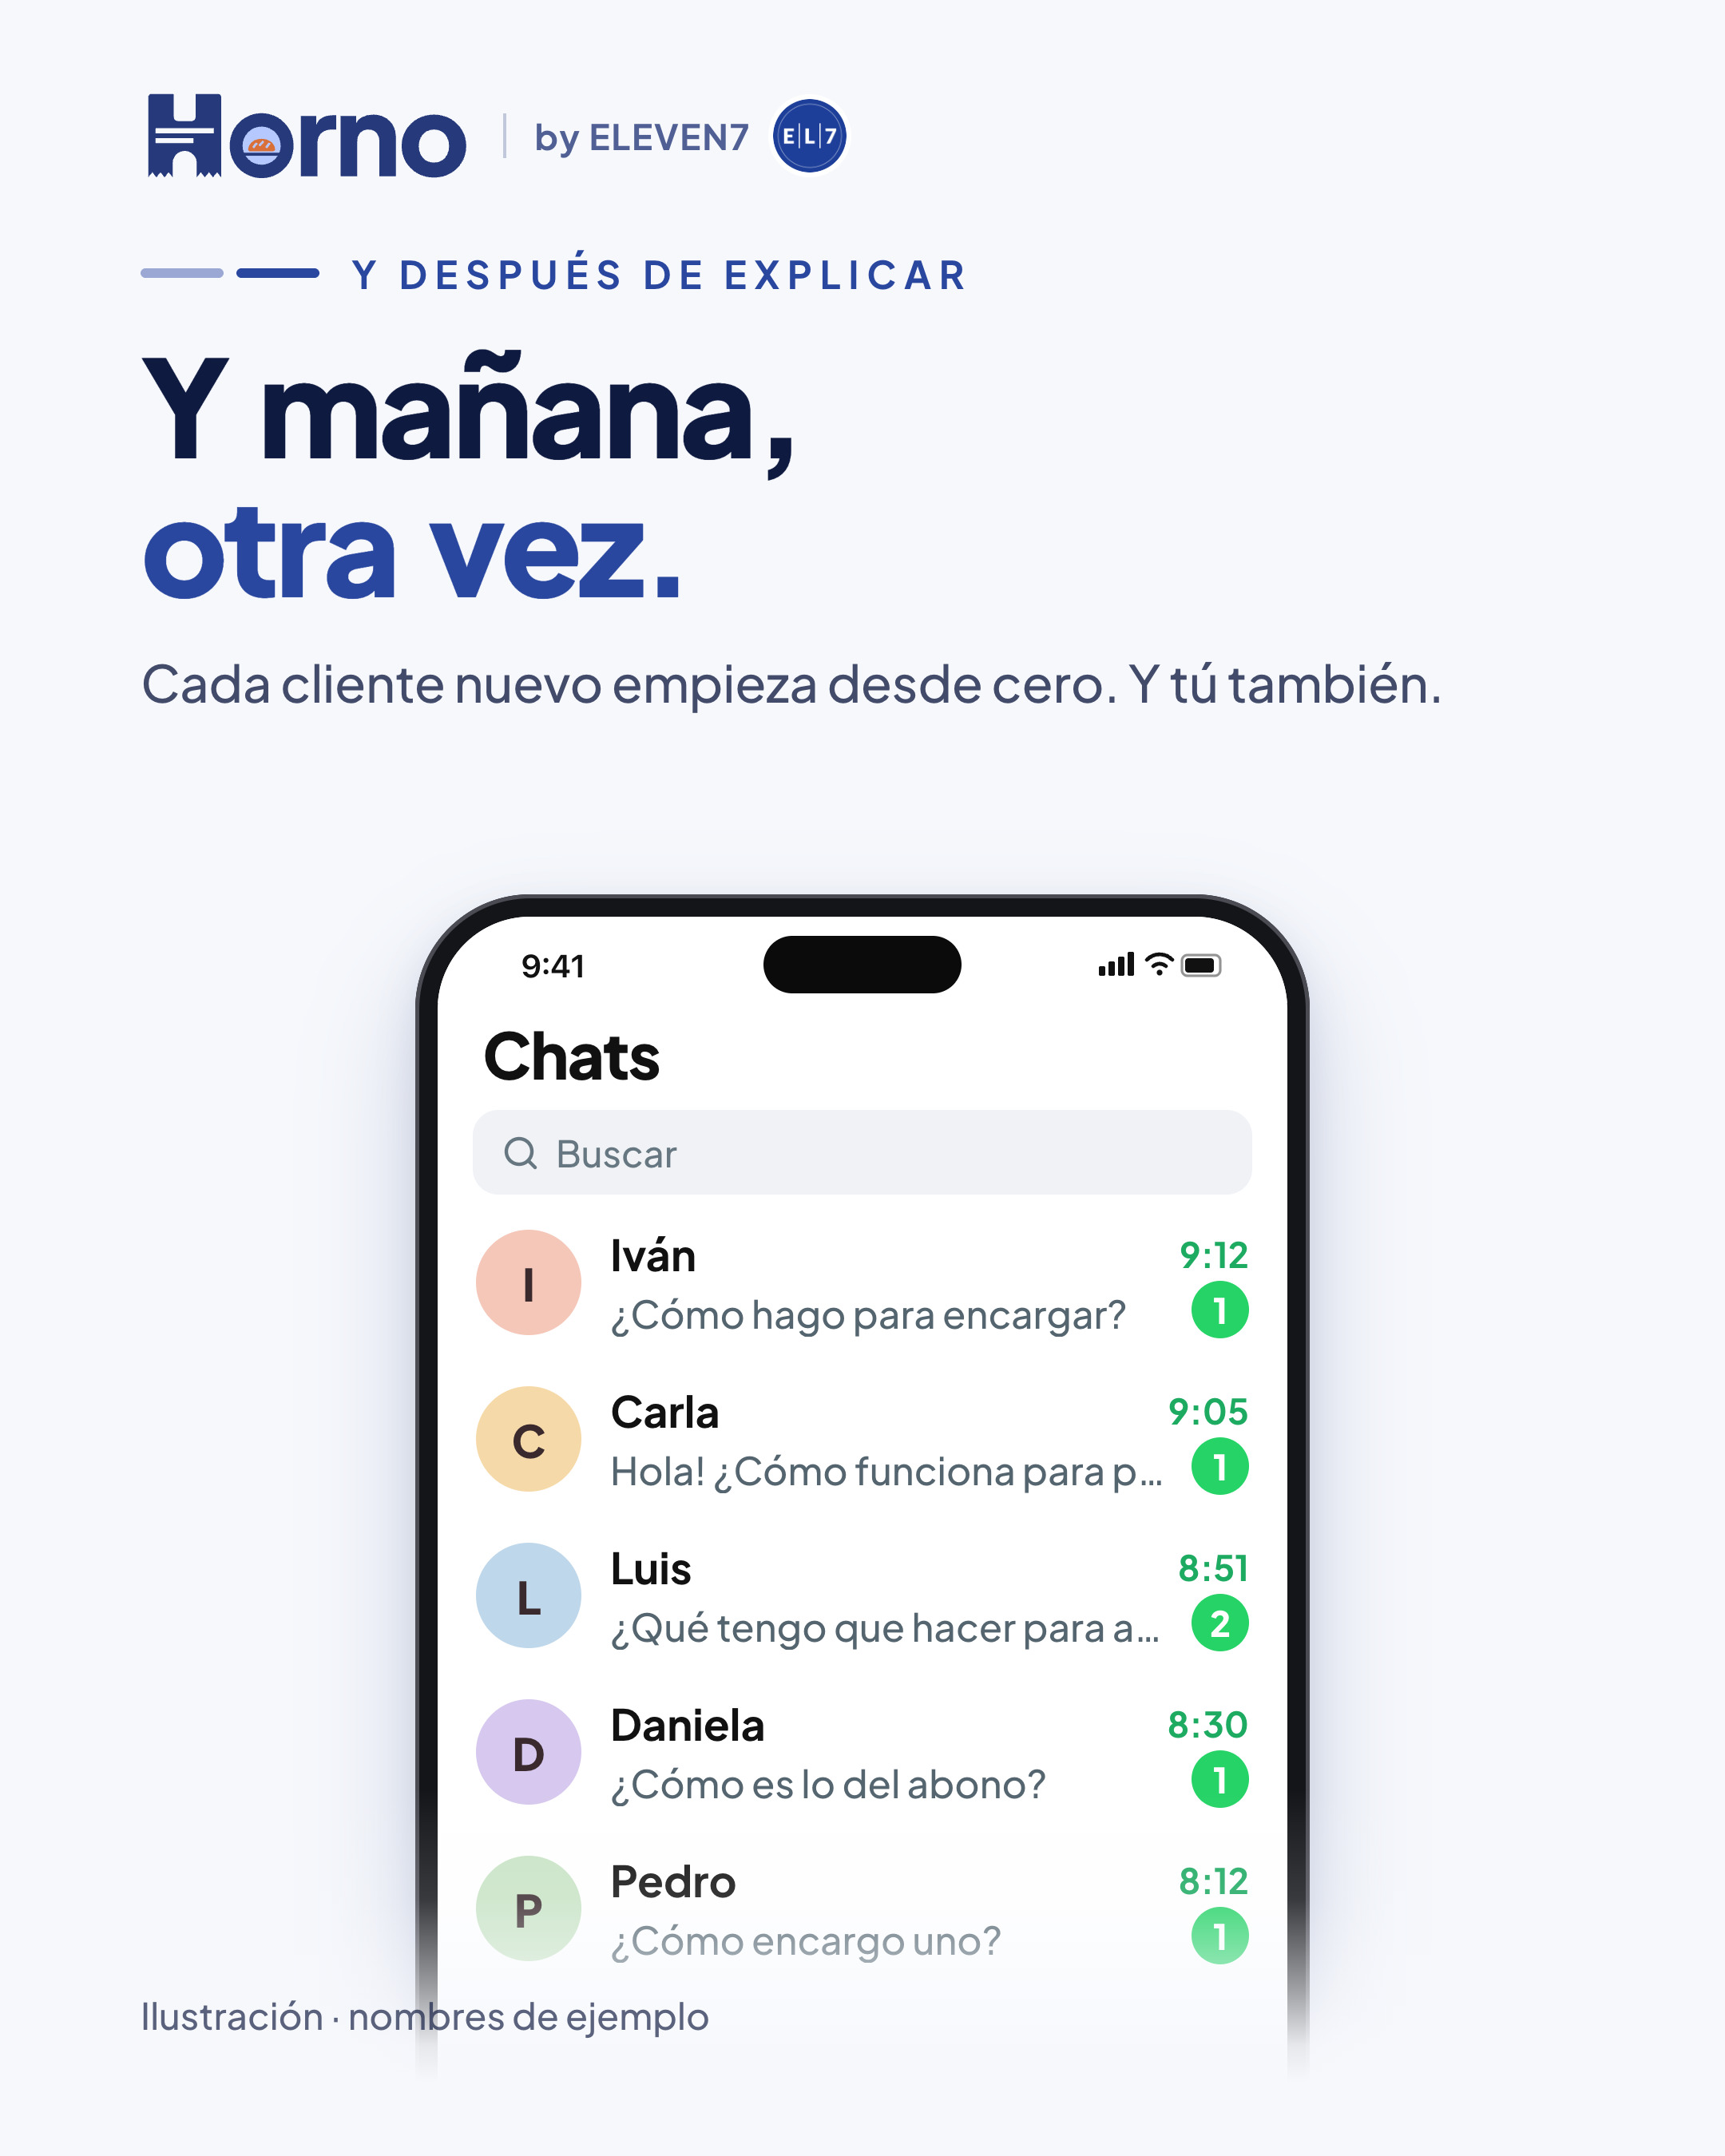 Horno by ELEVEN7 E|L|7
Y DESPUÉS DE EXPLICAR
Y mañana,
otra vez.
Cada cliente nuevo empieza desde cero. Y tú también.
9:41
Chats
Buscar
I Iván 9:12
¿Cómo hago para encargar? 1
C Carla 9:05
Hola! ¿Cómo funciona para p... 1
L Luis 8:51
¿Qué tengo que hacer para a... 2
D Daniela 8:30
¿Cómo es lo del abono? 1
P Pedro 8:12
¿Cómo encargo uno? 1
Ilustración · nombres de ejemplo